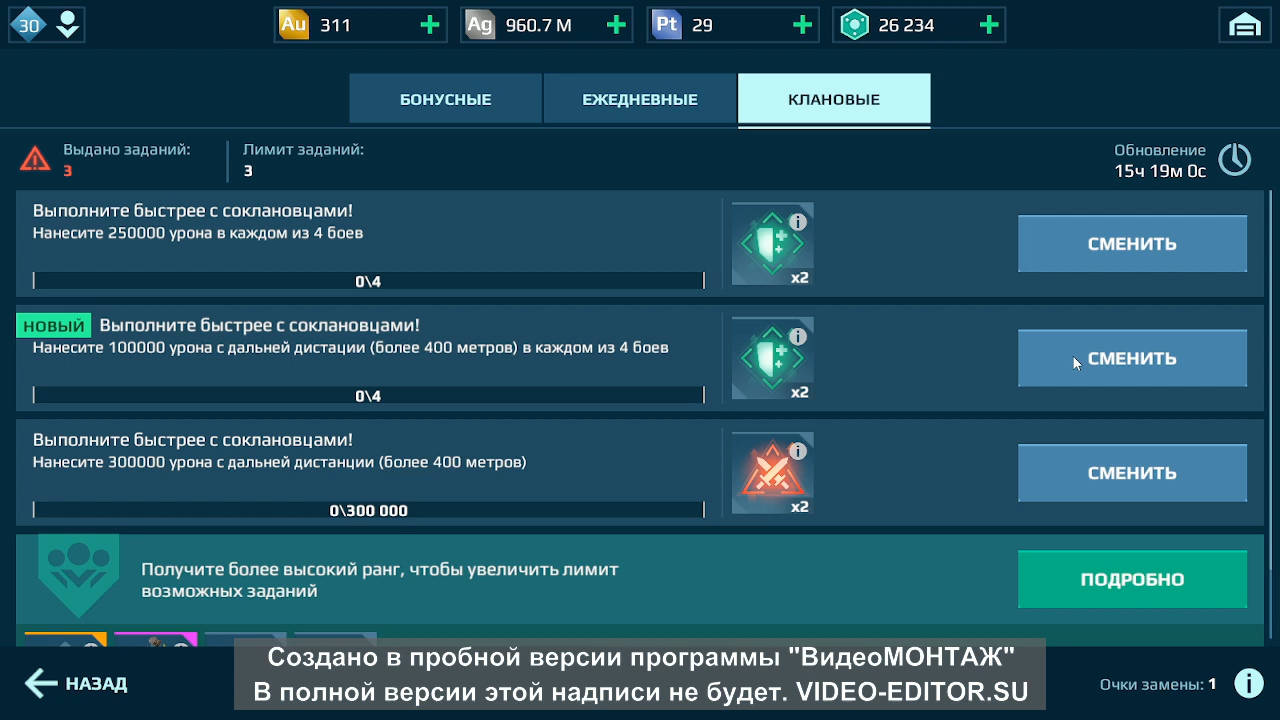 30
Au 311 +
Ag 960.7 M +
Pt 29 +
26 234 +
БОНУСНЫЕ
ЕЖЕДНЕВНЫЕ
КЛАНОВЫЕ
Выдано заданий:
3
Лимит заданий:
3
Обновление
15ч 19м 0с
Выполните быстрее с соклановцами!
Нанесите 250000 урона в каждом из 4 боев
0\4
i
x2
СМЕНИТЬ
НОВЫЙ Выполните быстрее с соклановцами!
Нанесите 100000 урона с дальней дистации (более 400 метров) в каждом из 4 боев
0\4
i
x2
СМЕНИТЬ
Выполните быстрее с соклановцами!
Нанесите 300000 урона с дальней дистанции (более 400 метров)
0\300 000
i
x2
СМЕНИТЬ
Получите более высокий ранг, чтобы увеличить лимит
возможных заданий
ПОДРОБНО
Создано в пробной версии программы "ВидеоМОНТАЖ"
В полной версии этой надписи не будет. VIDEO-EDITOR.SU
НАЗАД
Очки замены: 1
i